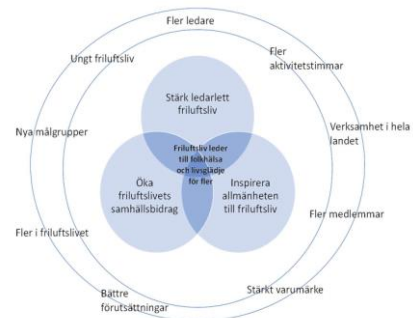 Fler ledare
Ungt friluftsliv
Fler
aktivitetstimmar
Stärk ledarlett
friluftsliv
Nya målgrupper
Verksamhet i hela
landet
Friluftsliv leder
till folkhälsa
och livsglädje
för fler
Öka
friluftslivets
samhällsbidrag
Inspirera
allmänheten
till friluftsliv
Fler i friluftslivet
Fler medlemmar
Bättre
förutsättningar
Stärkt varumärke